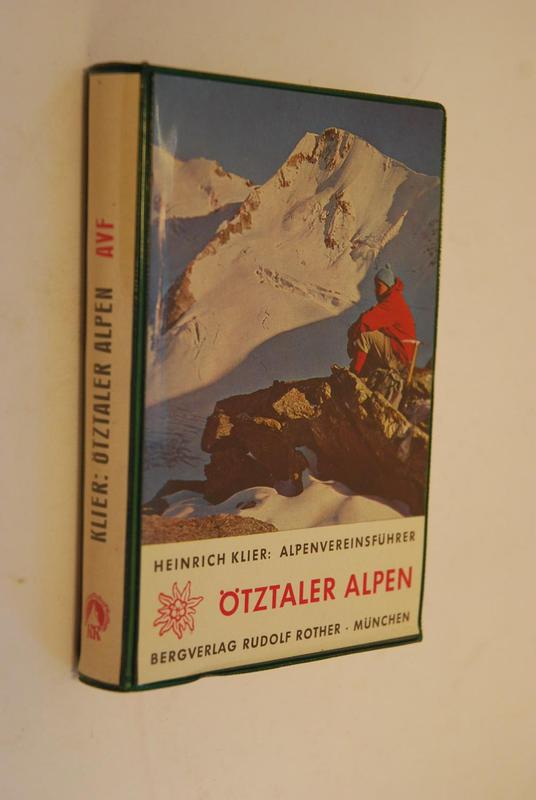 KLIER: ÖTZTALER ALPEN AVF
HEINRICH KLIER: ALPENVEREINSFÜHRER
ÖTZTALER ALPEN
BERGVERLAG RUDOLF ROTHER · MÜNCHEN